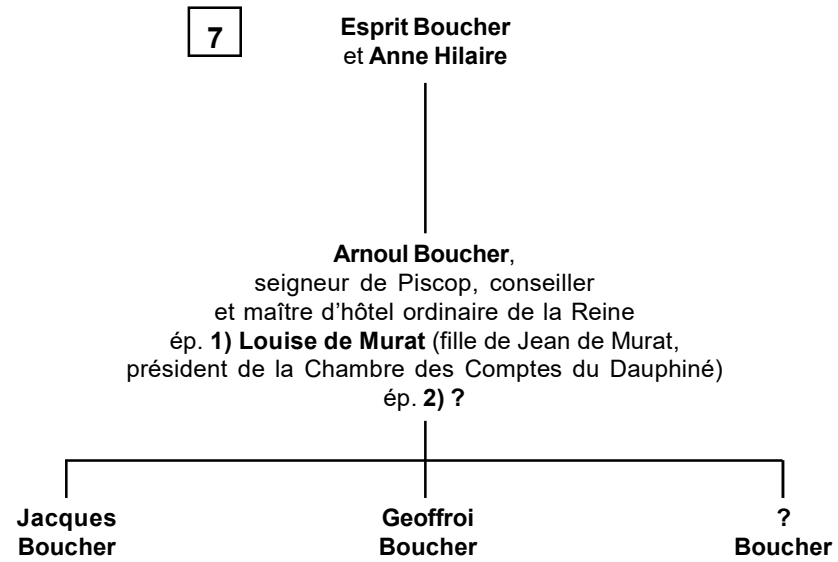 7
Esprit Boucher
et Anne Hilaire
Arnoul Boucher,
seigneur de Piscop, conseiller
et maître d'hôtel ordinaire de la Reine
ép. 1) Louise de Murat (fille de Jean de Murat,
président de la Chambre des Comptes du Dauphiné)
ép. 2) ?
Jacques
Boucher
Geoffroi
Boucher
?
Boucher